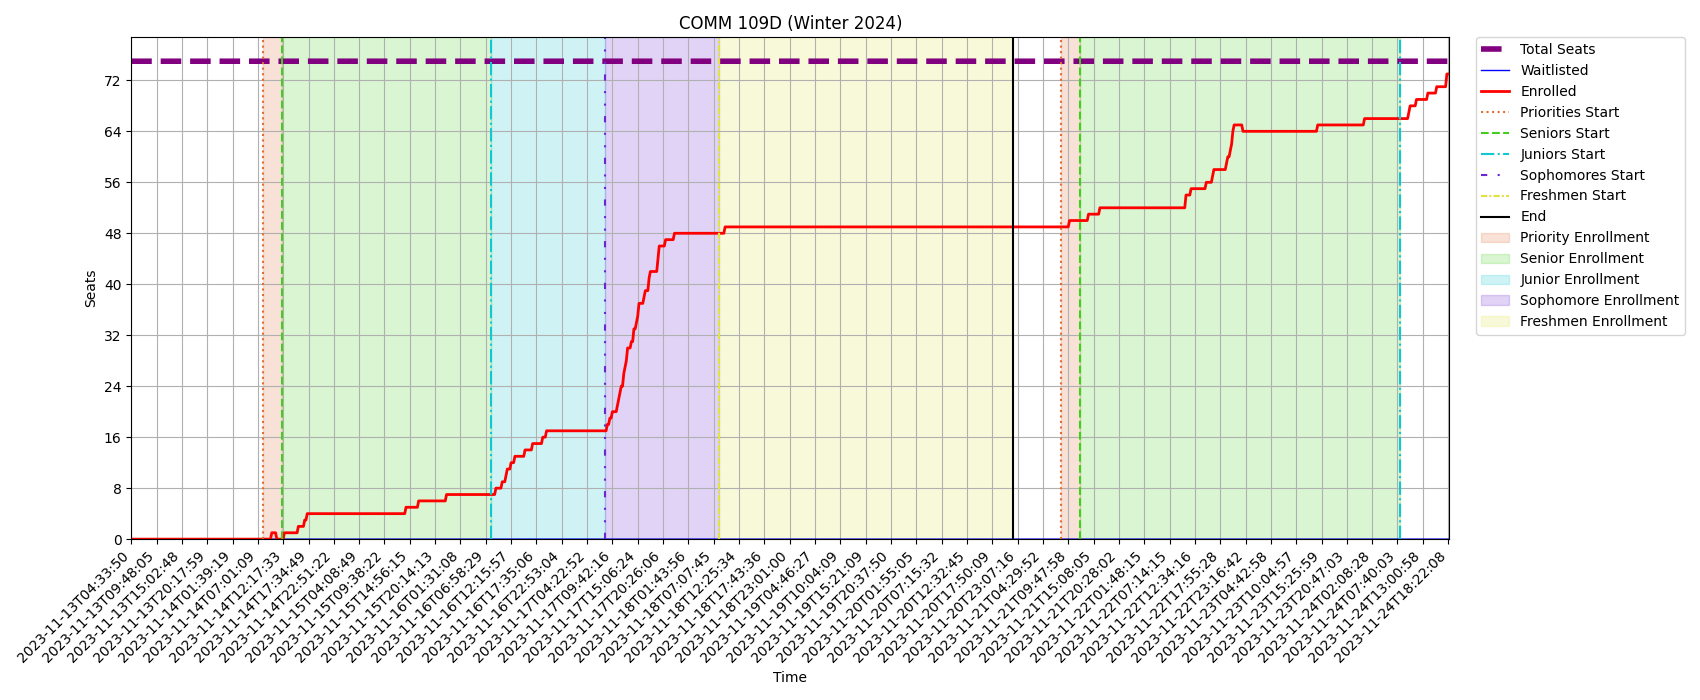 COMM 109D (Winter 2024)
Seats
72
64
56
48
40
32
24
16
8
0
2023-11-13T04:33:50
2023-11-13T09:48:05
2023-11-13T15:02:48
2023-11-13T20:17:59
2023-11-14T01:39:19
2023-11-14T07:01:09
2023-11-14T12:17:33
2023-11-14T17:34:49
2023-11-14T22:51:22
2023-11-15T04:08:49
2023-11-15T09:38:22
2023-11-15T14:56:15
2023-11-15T20:14:13
2023-11-16T01:31:08
2023-11-16T06:58:29
2023-11-16T12:15:57
2023-11-16T17:35:06
2023-11-16T22:53:04
2023-11-17T04:22:52
2023-11-17T09:42:16
2023-11-17T15:06:24
2023-11-17T20:26:06
2023-11-18T01:43:56
2023-11-18T07:07:45
2023-11-18T12:25:34
2023-11-18T17:43:36
2023-11-18T23:01:00
2023-11-19T04:46:27
2023-11-19T10:04:09
2023-11-19T15:21:09
2023-11-19T20:37:50
2023-11-20T01:55:05
2023-11-20T07:15:32
2023-11-20T12:32:45
2023-11-20T17:50:09
2023-11-20T23:07:16
2023-11-21T04:29:52
2023-11-21T09:47:58
2023-11-21T15:08:05
2023-11-21T20:28:02
2023-11-22T01:48:15
2023-11-22T07:14:15
2023-11-22T12:34:16
2023-11-22T17:55:28
2023-11-22T23:16:42
2023-11-23T04:42:58
2023-11-23T10:04:57
2023-11-23T15:25:59
2023-11-23T20:47:03
2023-11-24T02:08:28
2023-11-24T07:40:03
2023-11-24T13:00:58
2023-11-24T18:22:08
Time
Total Seats
Waitlisted
Enrolled
Priorities Start
Seniors Start
Juniors Start
Sophomores Start
Freshmen Start
End
Priority Enrollment
Senior Enrollment
Junior Enrollment
Sophomore Enrollment
Freshmen Enrollment